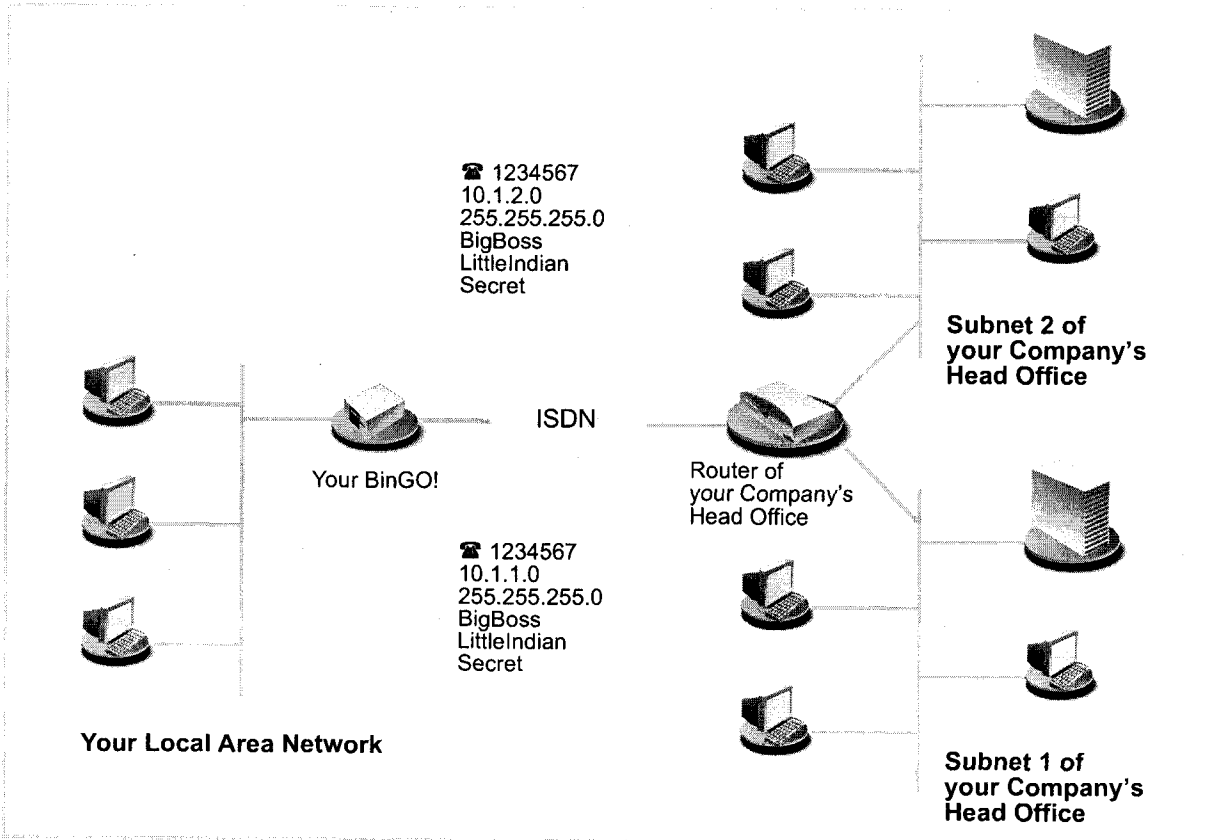 ☎ 1234567
10.1.2.0
255.255.255.0
BigBoss
LittleIndian
Secret
Subnet 2 of
your Company's
Head Office
ISDN
Your BinGO!
Router of
your Company's
Head Office
☎ 1234567
10.1.1.0
255.255.255.0
BigBoss
LittleIndian
Secret
Your Local Area Network
Subnet 1 of
your Company's
Head Office